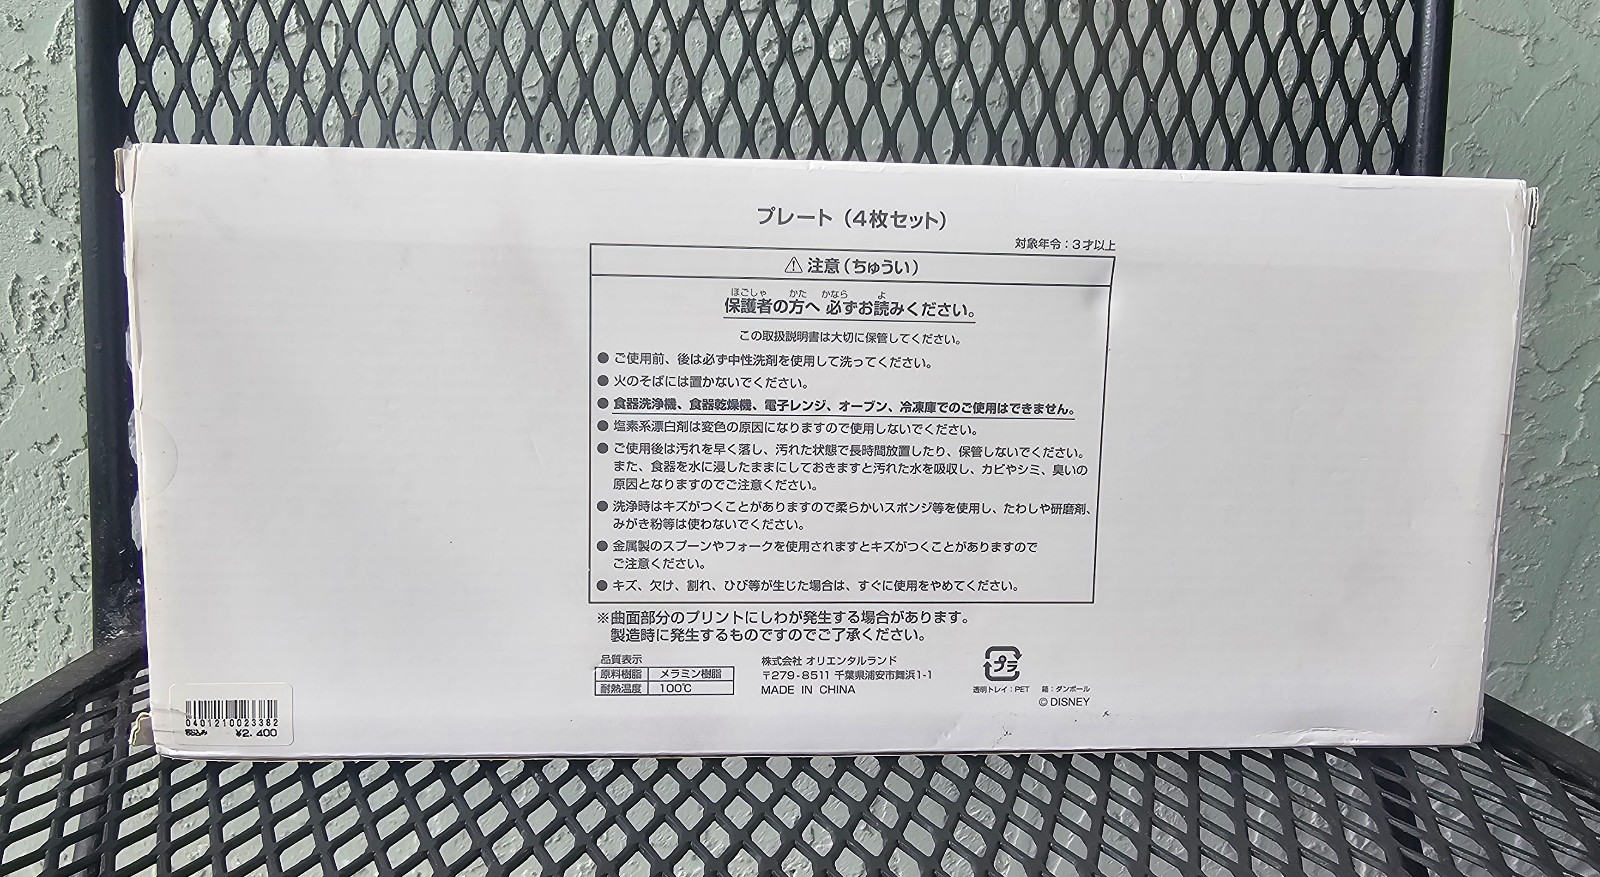 プレート（4枚セット）
対象年令：3才以上
⚠ 注意（ちゅうい）
ほごしゃ かた かなら よ
保護者の方へ 必ずお読みください。
この取扱説明書は大切に保管してください。
● ご使用前、後は必ず中性洗剤を使用して洗ってください。
● 火のそばには置かないでください。
● 食器洗浄機、食器乾燥機、電子レンジ、オーブン、冷凍庫でのご使用はできません。
● 塩素系漂白剤は変色の原因になりますので使用しないでください。
● ご使用後は汚れを早く落し、汚れた状態で長時間放置したり、保管しないでください。
また、食器を水に浸したままにしておきますと汚れた水を吸収し、カビやシミ、臭いの
原因となりますのでご注意ください。
● 洗浄時はキズがつくことがありますので柔らかいスポンジ等を使用し、たわしや研磨剤、
みがき粉等は使わないでください。
● 金属製のスプーンやフォークを使用されますとキズがつくことがありますので
ご注意ください。
● キズ、欠け、割れ、ひび等が生じた場合は、すぐに使用をやめてください。
※曲面部分のプリントにしわが発生する場合があります。
製造時に発生するものですのでご了承ください。
品質表示
原料樹脂 メラミン樹脂
耐熱温度 100℃
株式会社 オリエンタルランド
〒279-8511 千葉県浦安市舞浜1-1
MADE IN CHINA
プラ
透明トレイ：PET 箱：ダンボール
© DISNEY
0401210023382
税込み ¥2,400